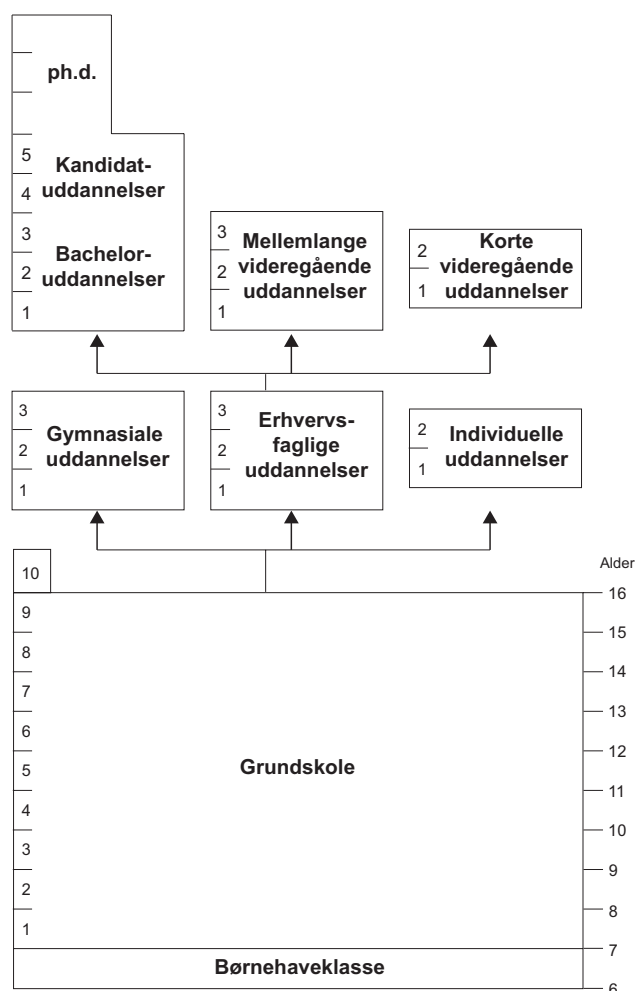 ph.d.
5
Kandidat-
4
uddannelser
3
Bachelor-
2
uddannelser
1
3
Mellemlange
2
videregående
uddannelser
1
2
Korte
videregående
1
uddannelser
3
Gymnasiale
2
uddannelser
1
3
Erhvervs-
2
faglige
uddannelser
1
2
Individuelle
1
uddannelser
10
Alder
16
9
15
8
14
7
13
6
12
5
Grundskole
11
4
10
3
9
2
8
1
7
Børnehaveklasse
6